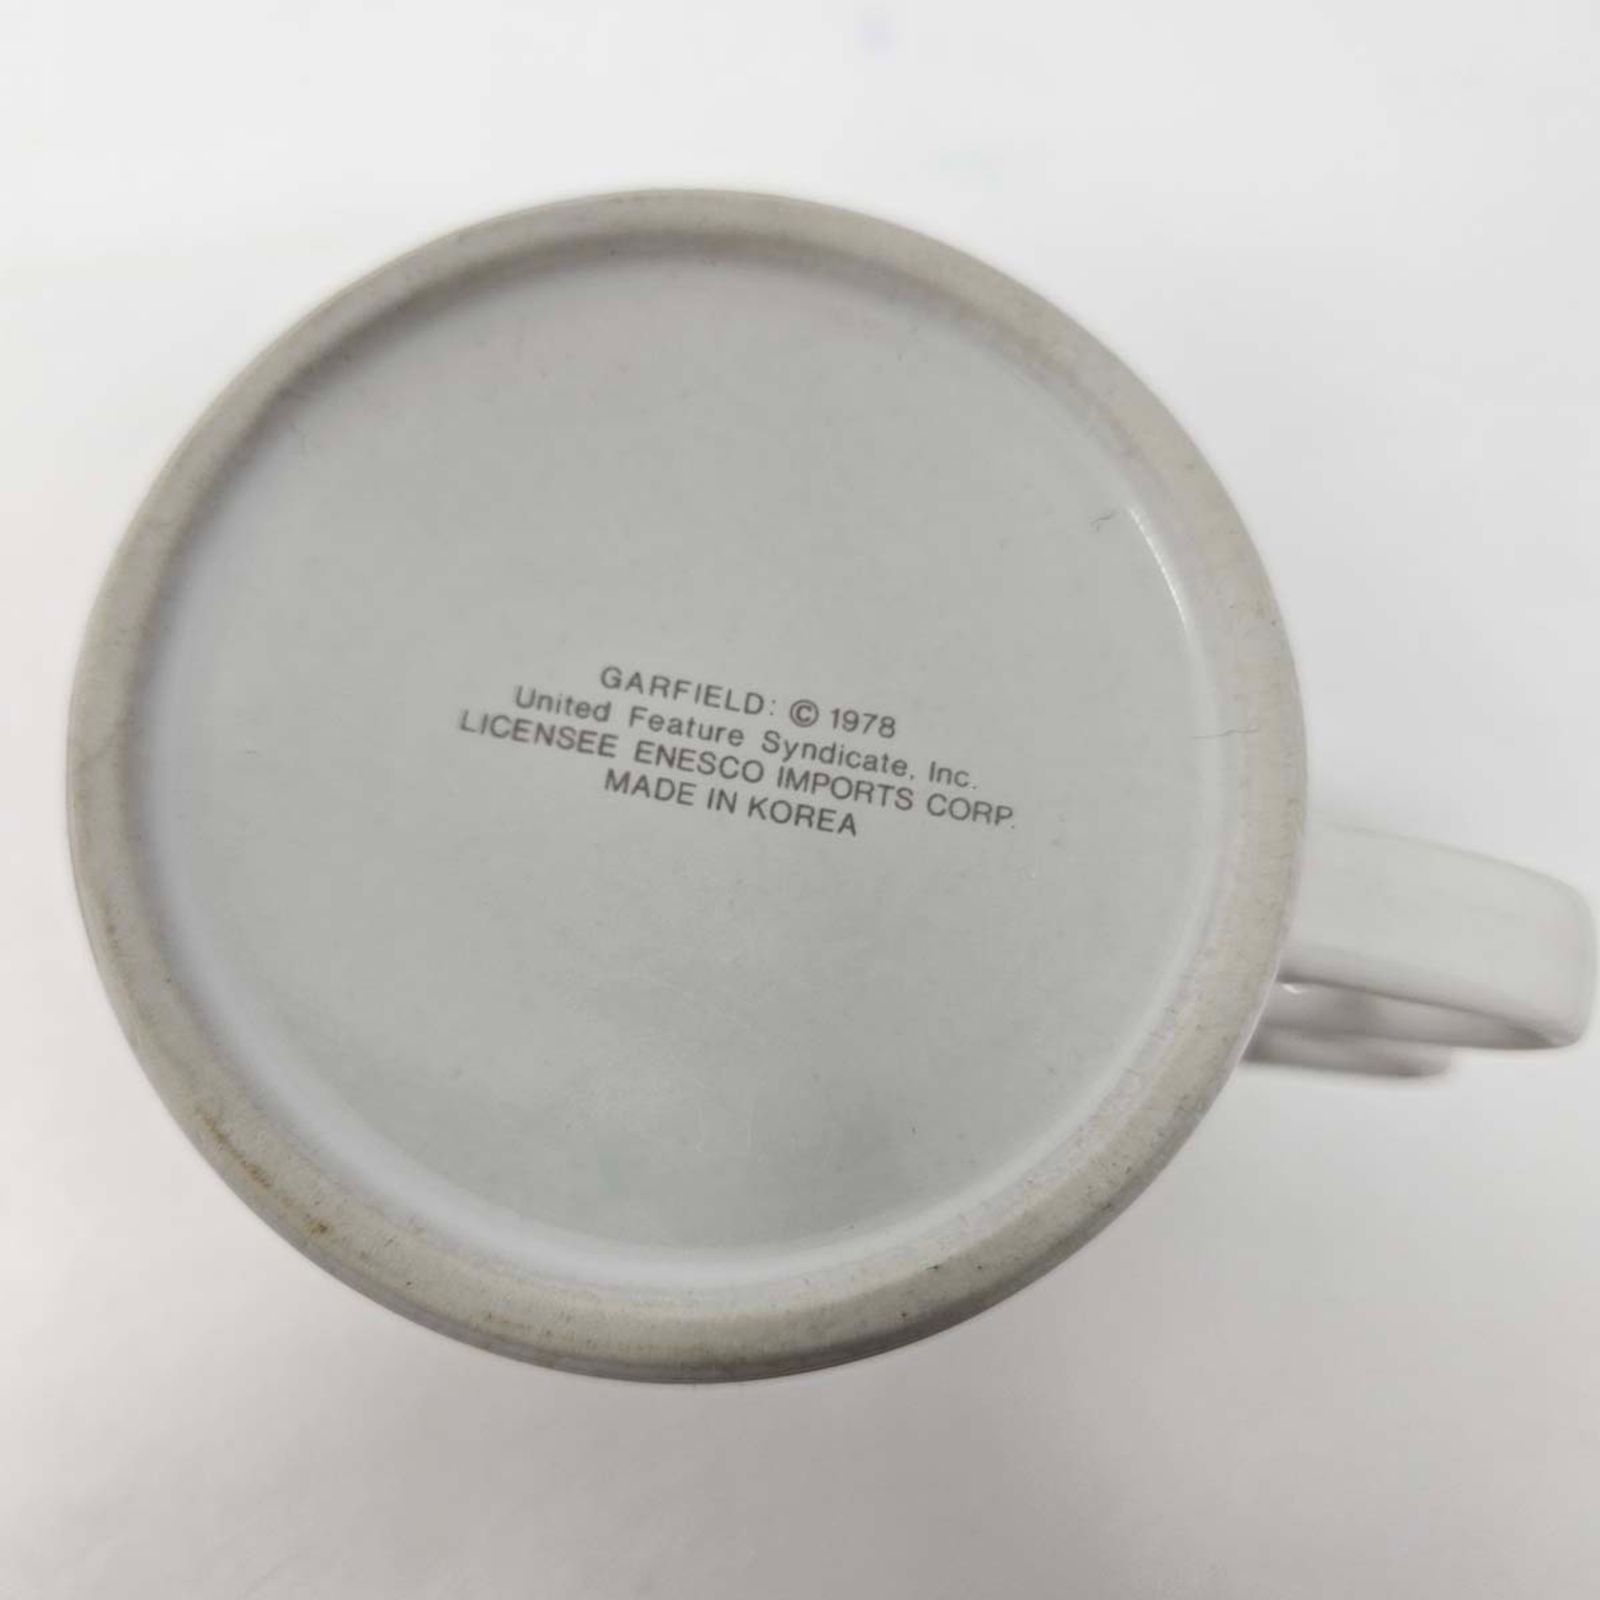 GARFIELD: © 1978
United Feature Syndicate, Inc.
LICENSEE ENESCO IMPORTS CORP.
MADE IN KOREA